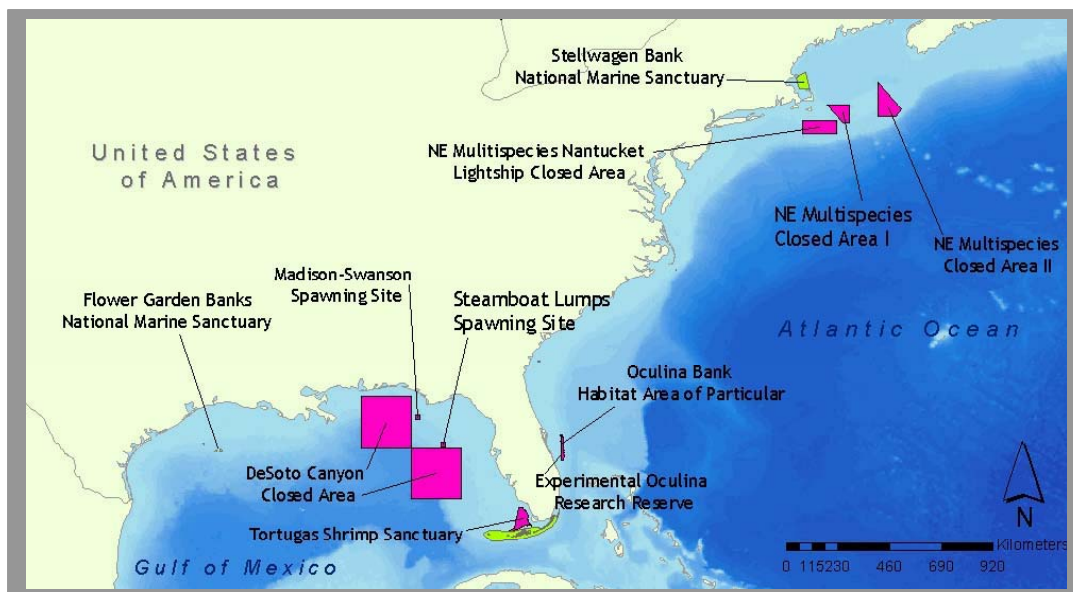 Stellwagen Bank
National Marine Sanctuary
United States
of America
NE Mulitispecies Nantucket
Lightship Closed Area
NE Multispecies
Closed Area I
NE Multispecies
Closed Area II
Madison-Swanson
Spawning Site
Flower Garden Banks
National Marine Sanctuary
Steamboat Lumps
Spawning Site
Atlantic Ocean
Oculina Bank
Habitat Area of Particular
DeSoto Canyon
Closed Area
Experimental Oculina
Research Reserve
Tortugas Shrimp Sanctuary
Gulf of Mexico
N
Kilometers
0 115230 460 690 920